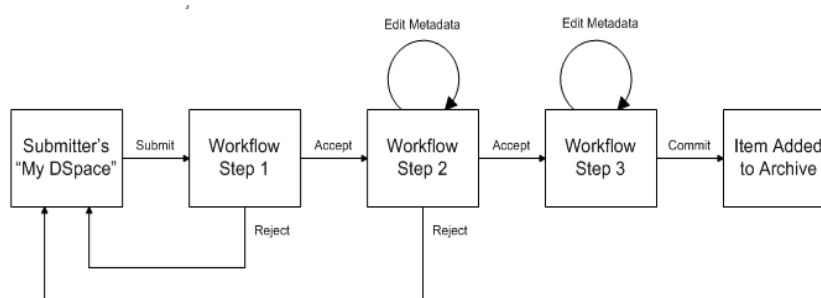 Edit Metadata
Edit Metadata
Submitter's
“My DSpace”
Submit
Workflow
Step 1
Accept
Workflow
Step 2
Accept
Workflow
Step 3
Commit
Item Added
to Archive
Reject
Reject